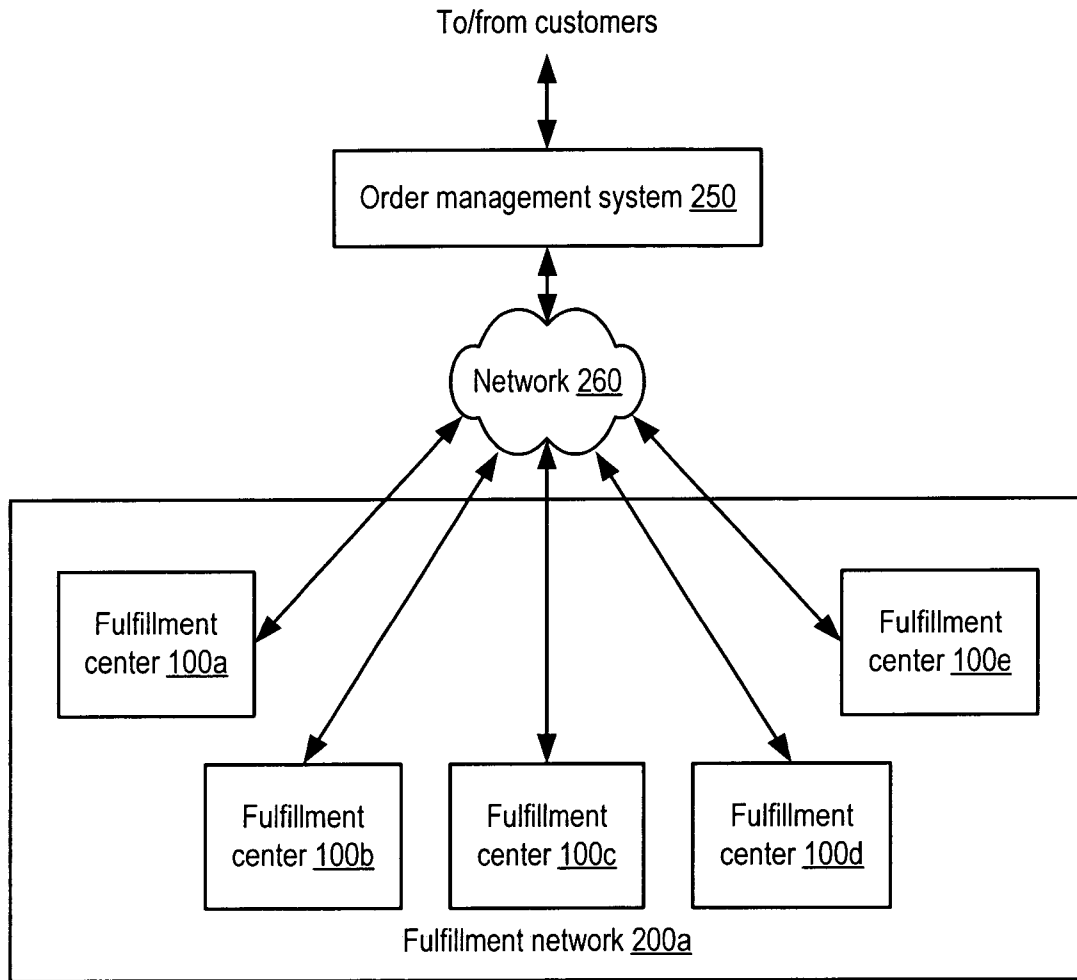 To/from customers
Order management system 250
Network 260
Fulfillment
center 100a
Fulfillment
center 100e
Fulfillment
center 100b
Fulfillment
center 100c
Fulfillment
center 100d
Fulfillment network 200a